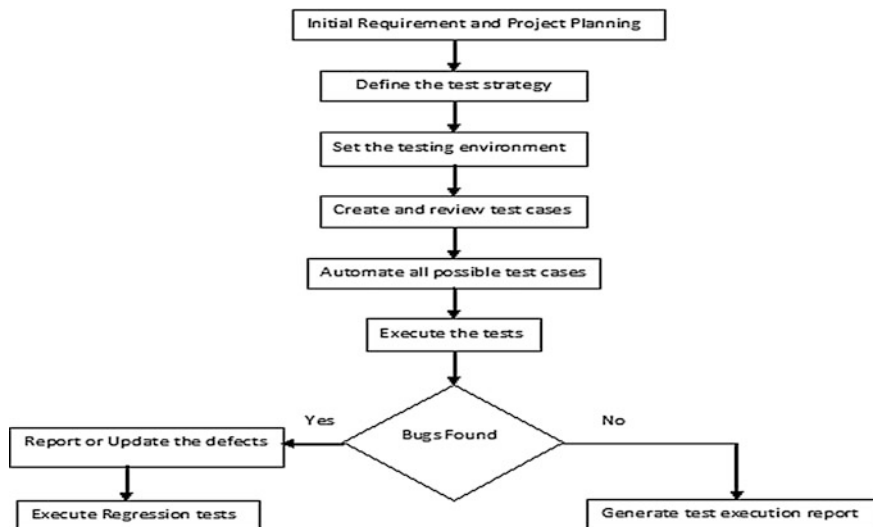 Initial Requirement and Project Planning
Define the test strategy
Set the testing environment
Create and review test cases
Automate all possible test cases
Execute the tests
Bugs Found
Yes
No
Report or Update the defects
Execute Regression tests
Generate test execution report